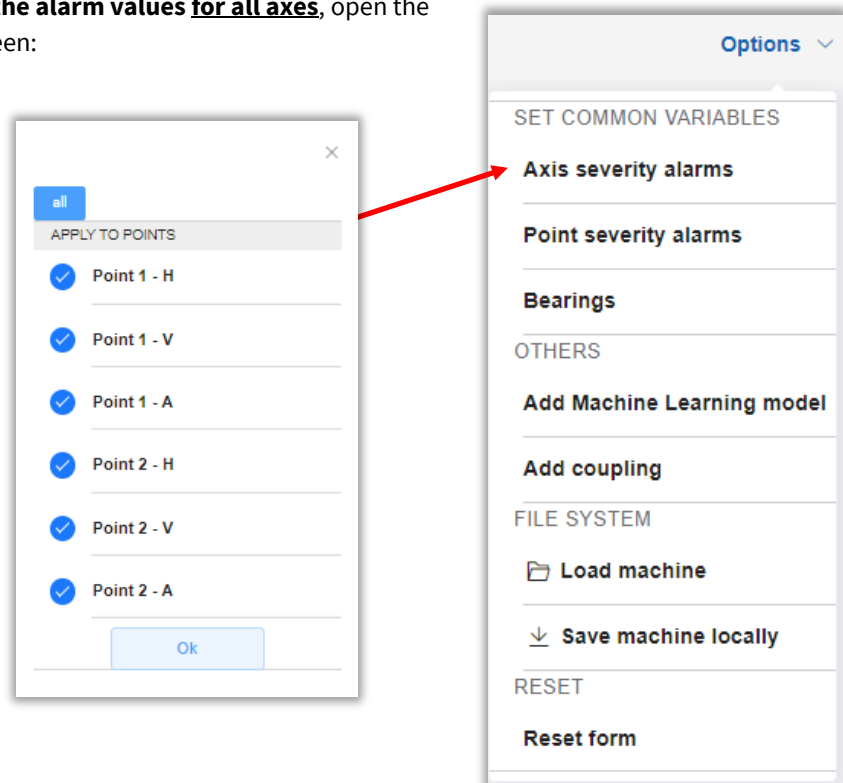 the alarm values for all axes, open the
een:
all
APPLY TO POINTS
Point 1 - H
Point 1 - V
Point 1 - A
Point 2 - H
Point 2 - V
Point 2 - A
Ok
Options
SET COMMON VARIABLES
Axis severity alarms
Point severity alarms
Bearings
OTHERS
Add Machine Learning model
Add coupling
FILE SYSTEM
Load machine
Save machine locally
RESET
Reset form